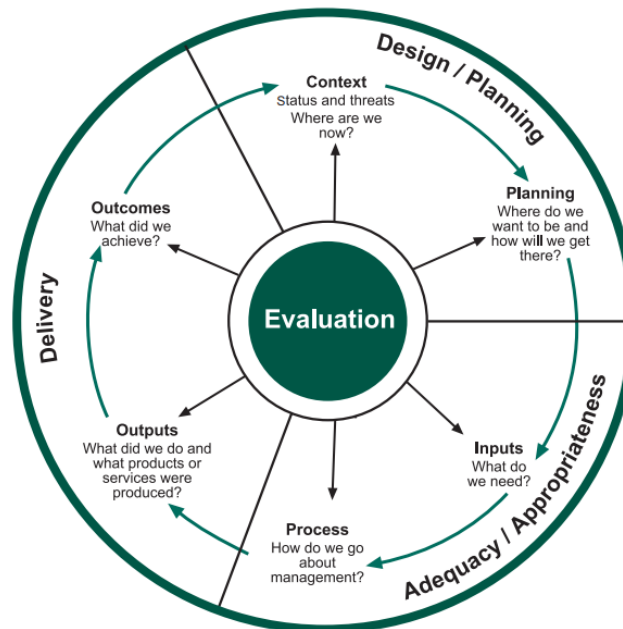 Design / Planning
Context
Status and threats
Where are we
now?
Planning
Where do we
want to be and
how will we get
there?
Outcomes
What did we
achieve?
Delivery
Evaluation
Outputs
What did we do and
what products or
services were
produced?
Inputs
What do
we need?
Process
How do we go
about
management?
Adequacy / Appropriateness